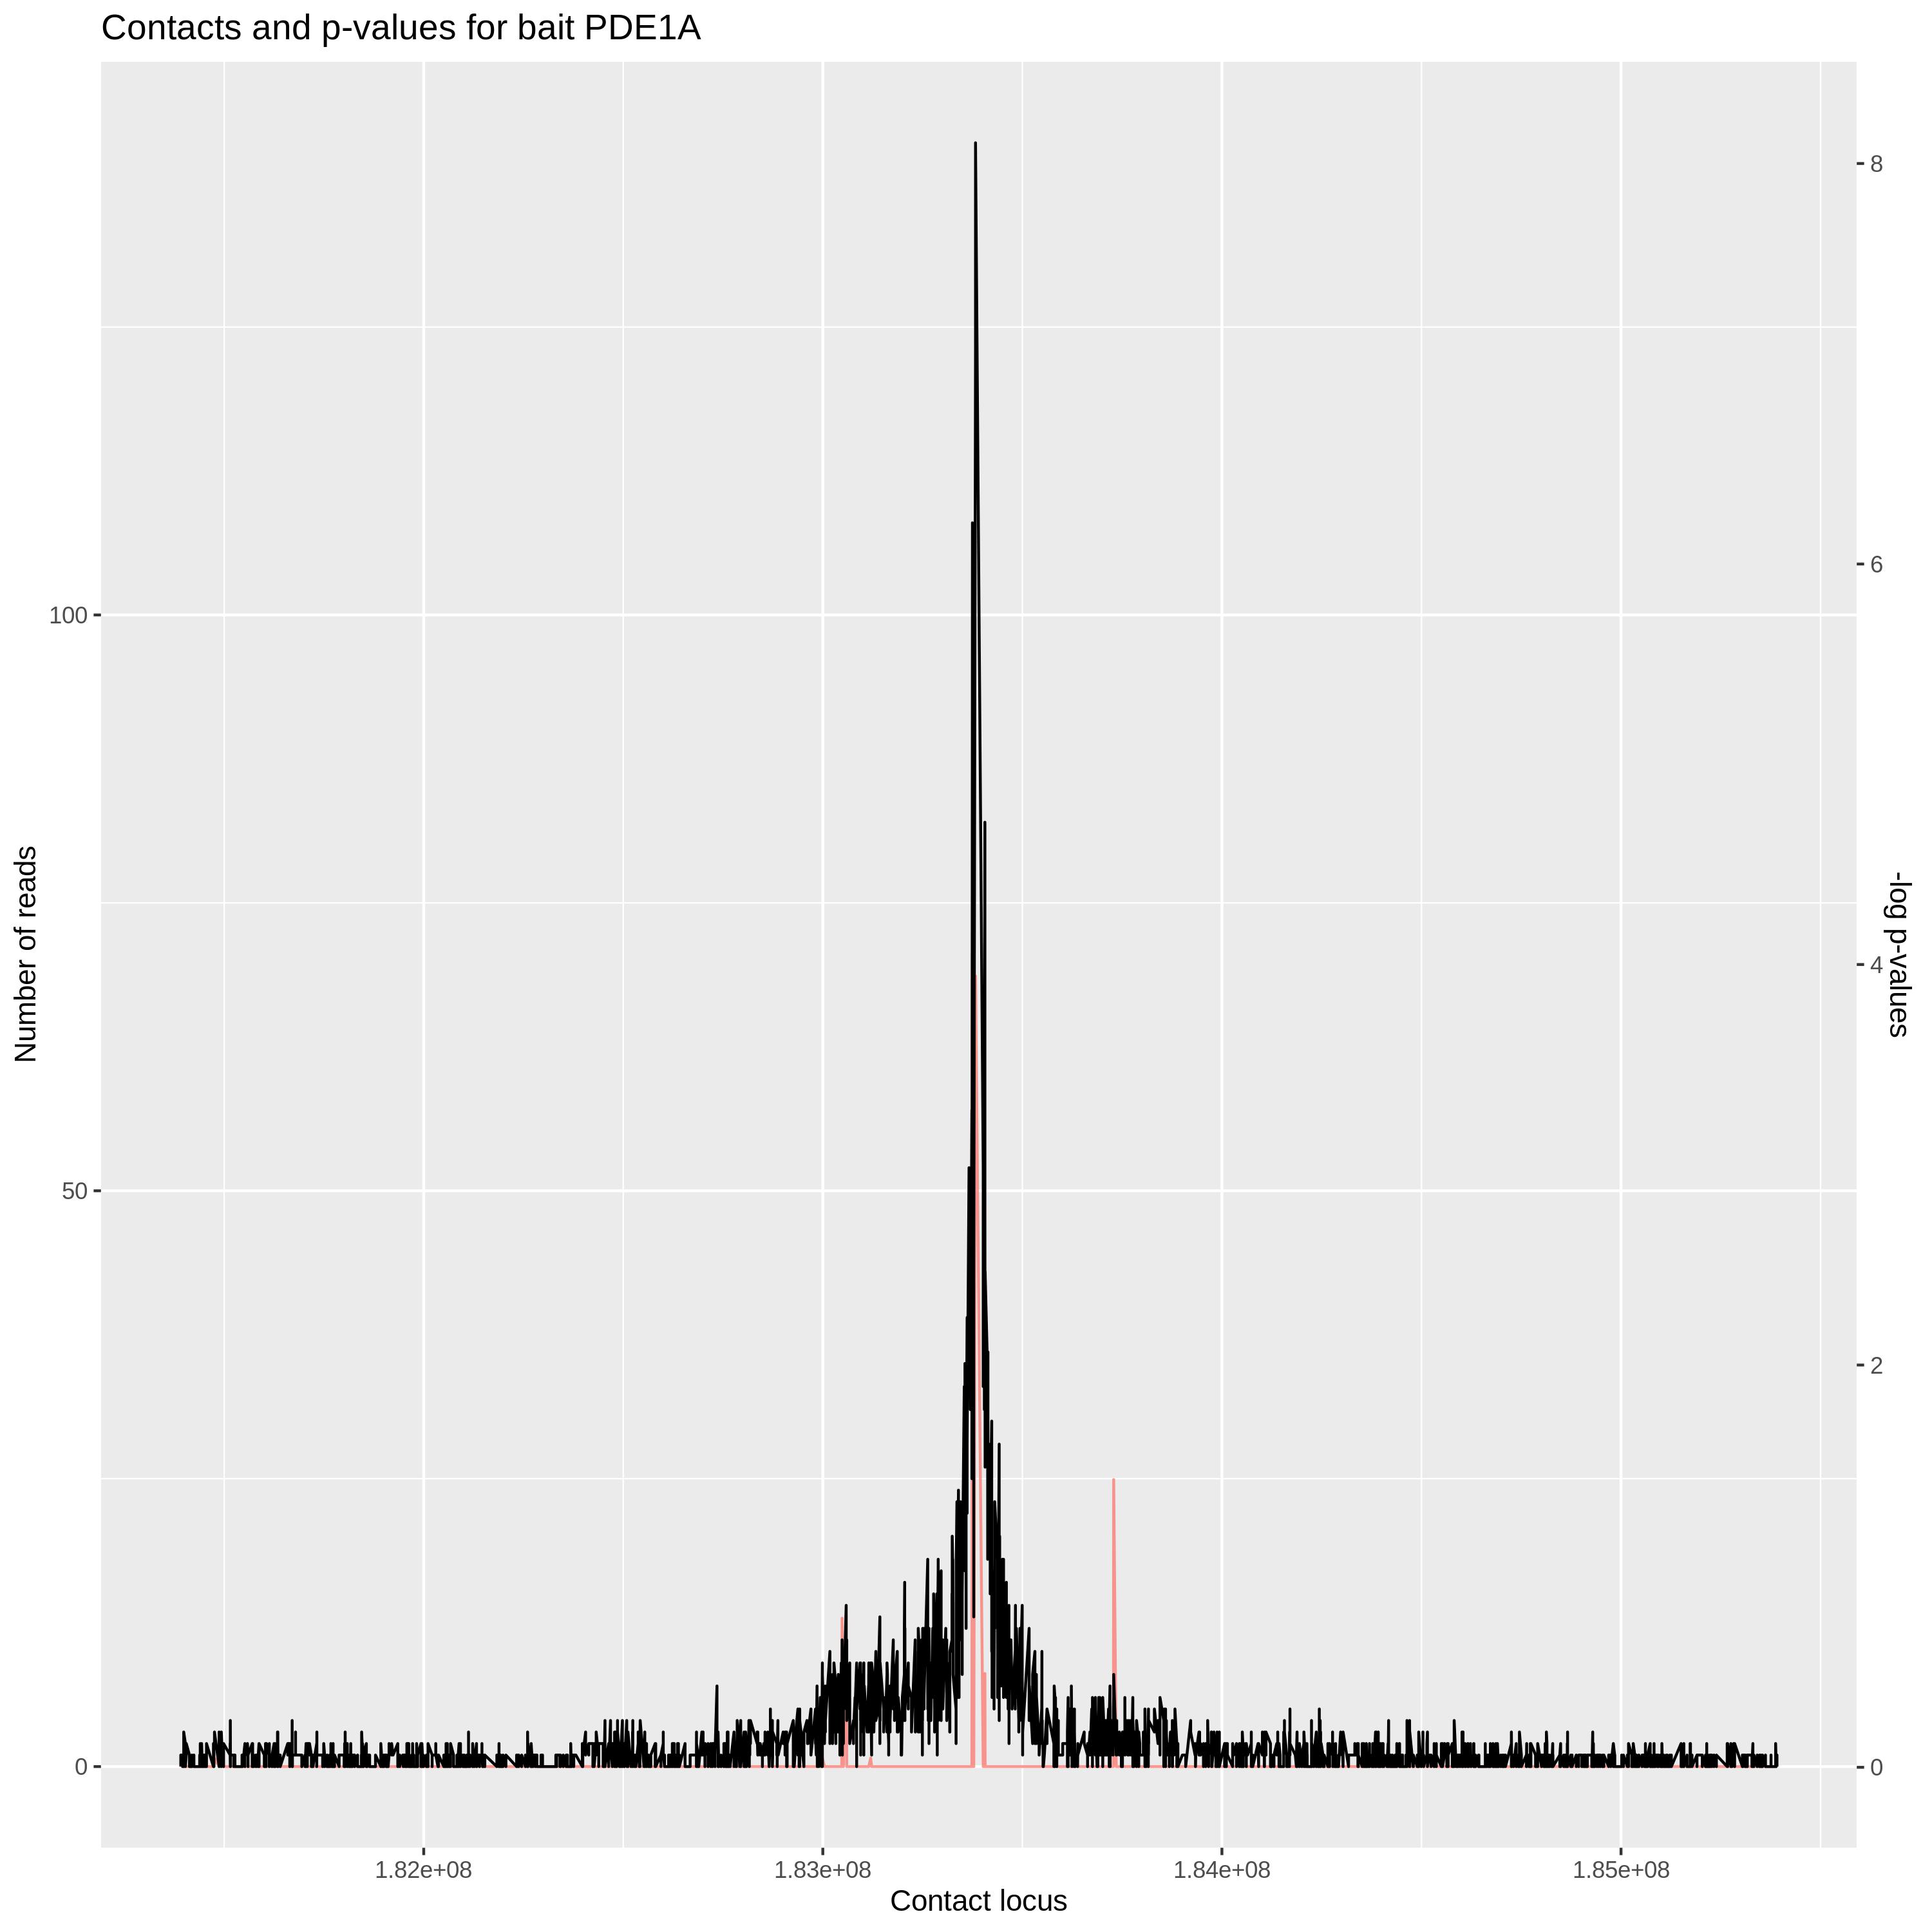 Contacts and p-values for bait PDE1A
Number of reads
100
50
0
8
6
4
2
0
-log p-values
1.82e+08
1.83e+08
1.84e+08
1.85e+08
Contact locus